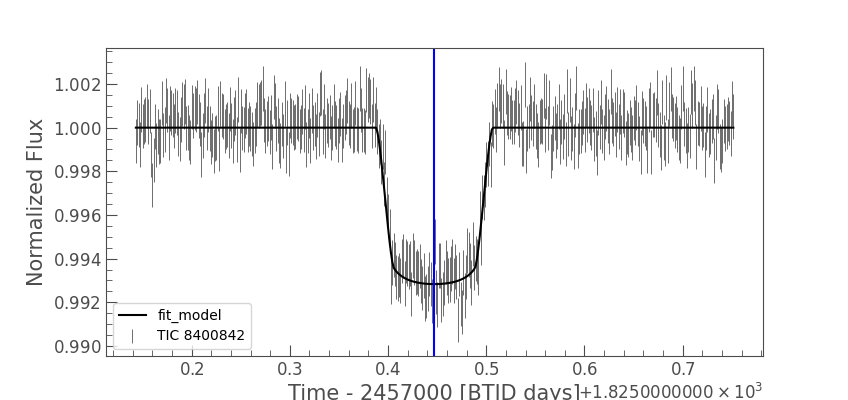 Normalized Flux
1.002
1.000
0.998
0.996
0.994
0.992
0.990
fit_model
TIC 8400842
0.2 0.3 0.4 0.5 0.6 0.7
Time - 2457000 [BTJD days]
+1.8250000000 × 10³